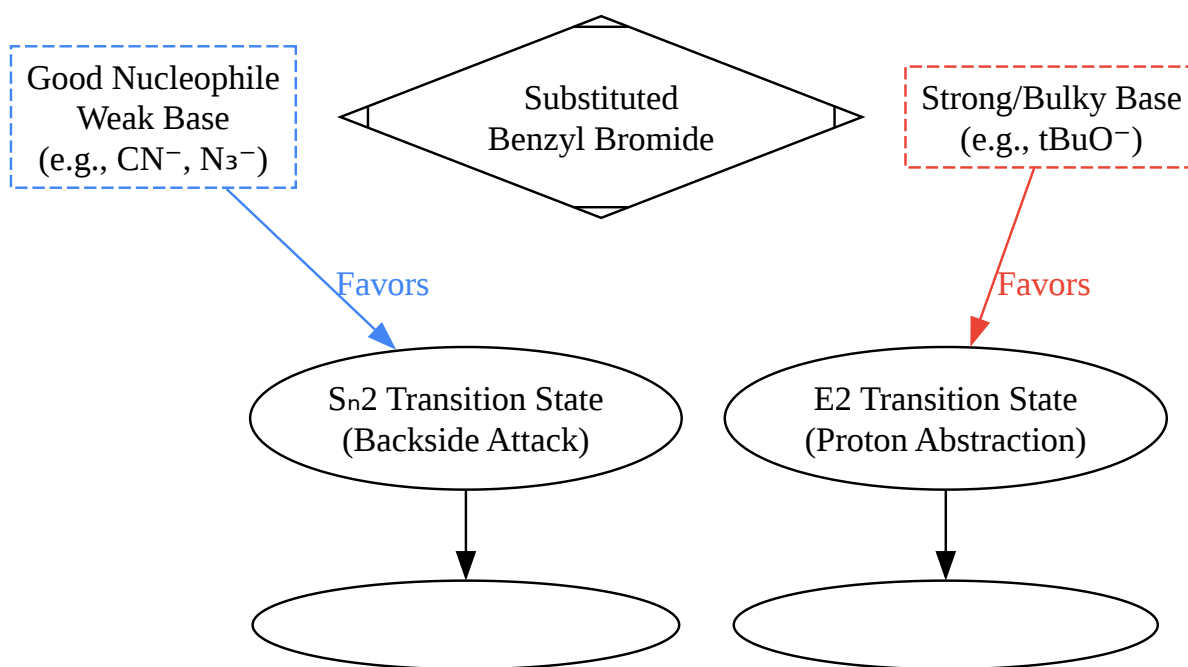 Good Nucleophile
Weak Base
(e.g., CN⁻, N₃⁻)
Substituted
Benzyl Bromide
Strong/Bulky Base
(e.g., tBuO⁻)
Favors
Favors
Sₙ2 Transition State
(Backside Attack)
E2 Transition State
(Proton Abstraction)